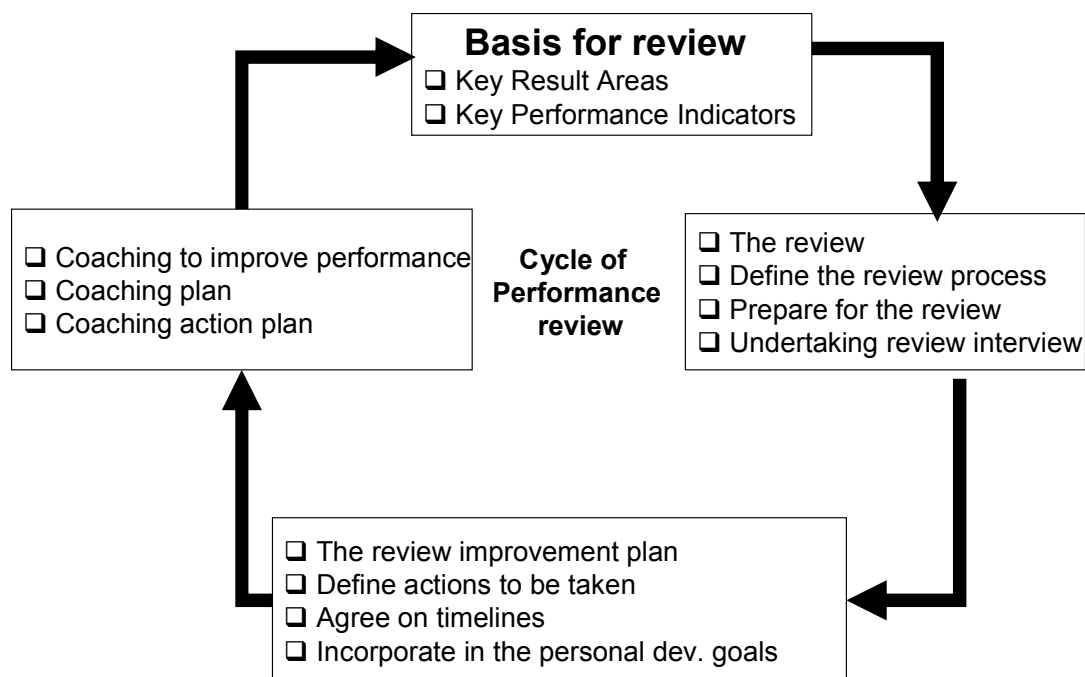 Basis for review
❑ Key Result Areas
❑ Key Performance Indicators
❑ The review
❑ Define the review process
❑ Prepare for the review
❑ Undertaking review interview
❑ The review improvement plan
❑ Define actions to be taken
❑ Agree on timelines
❑ Incorporate in the personal dev. goals
❑ Coaching to improve performance
❑ Coaching plan
❑ Coaching action plan
Cycle of
Performance
review